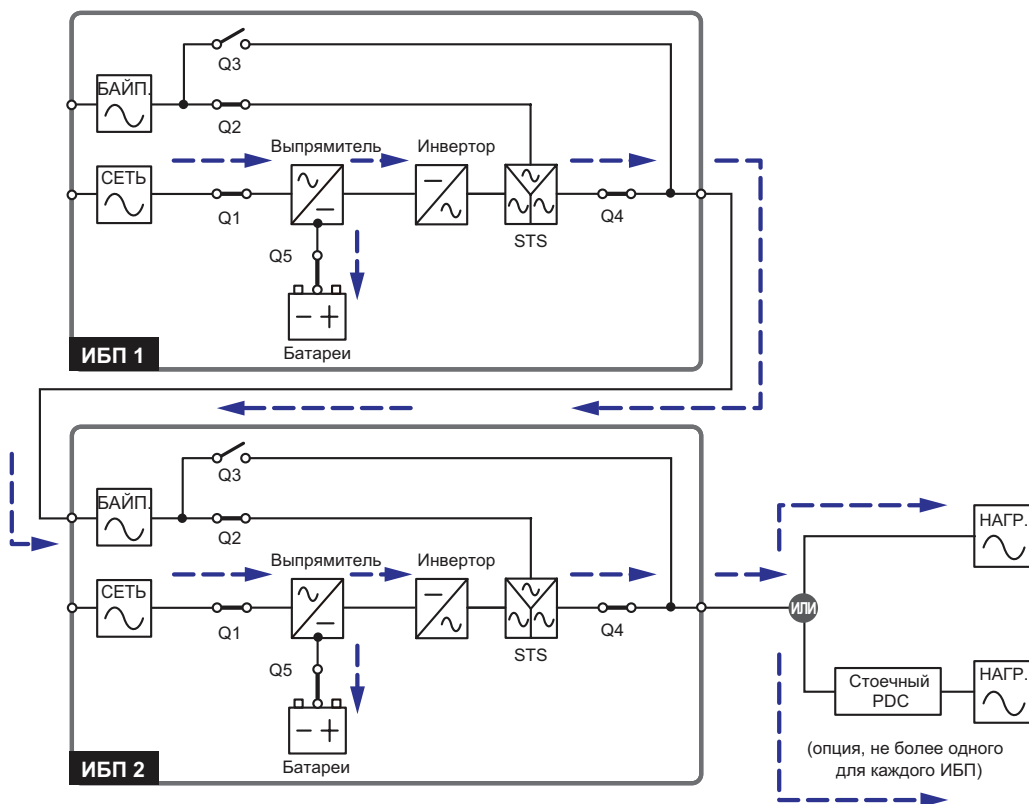 Q3
БАЙП.
Q2
Выпрямитель
Инвертор
СЕТЬ
Q1
STS
Q4
Q5
Батареи
ИБП 1
Q3
БАЙП.
Q2
Выпрямитель
Инвертор
СЕТЬ
Q1
STS
Q4
Q5
Батареи
ИБП 2
НАГР.
ИЛИ
Стоечный
PDC
НАГР.
(опция, не более одного
для каждого ИБП)